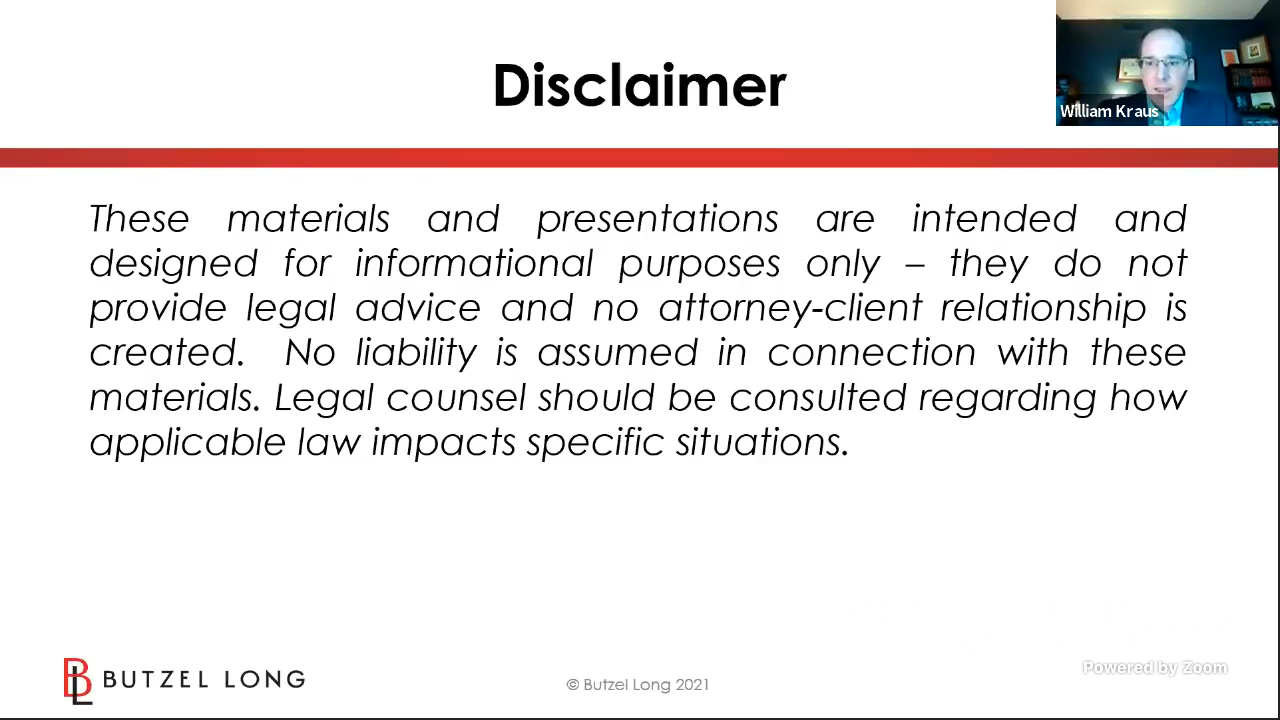 Disclaimer
William Kraus
These materials and presentations are intended and
designed for informational purposes only – they do not
provide legal advice and no attorney-client relationship is
created.  No liability is assumed in connection with these
materials. Legal counsel should be consulted regarding how
applicable law impacts specific situations.
BL BUTZEL LONG
© Butzel Long 2021
Powered by Zoom